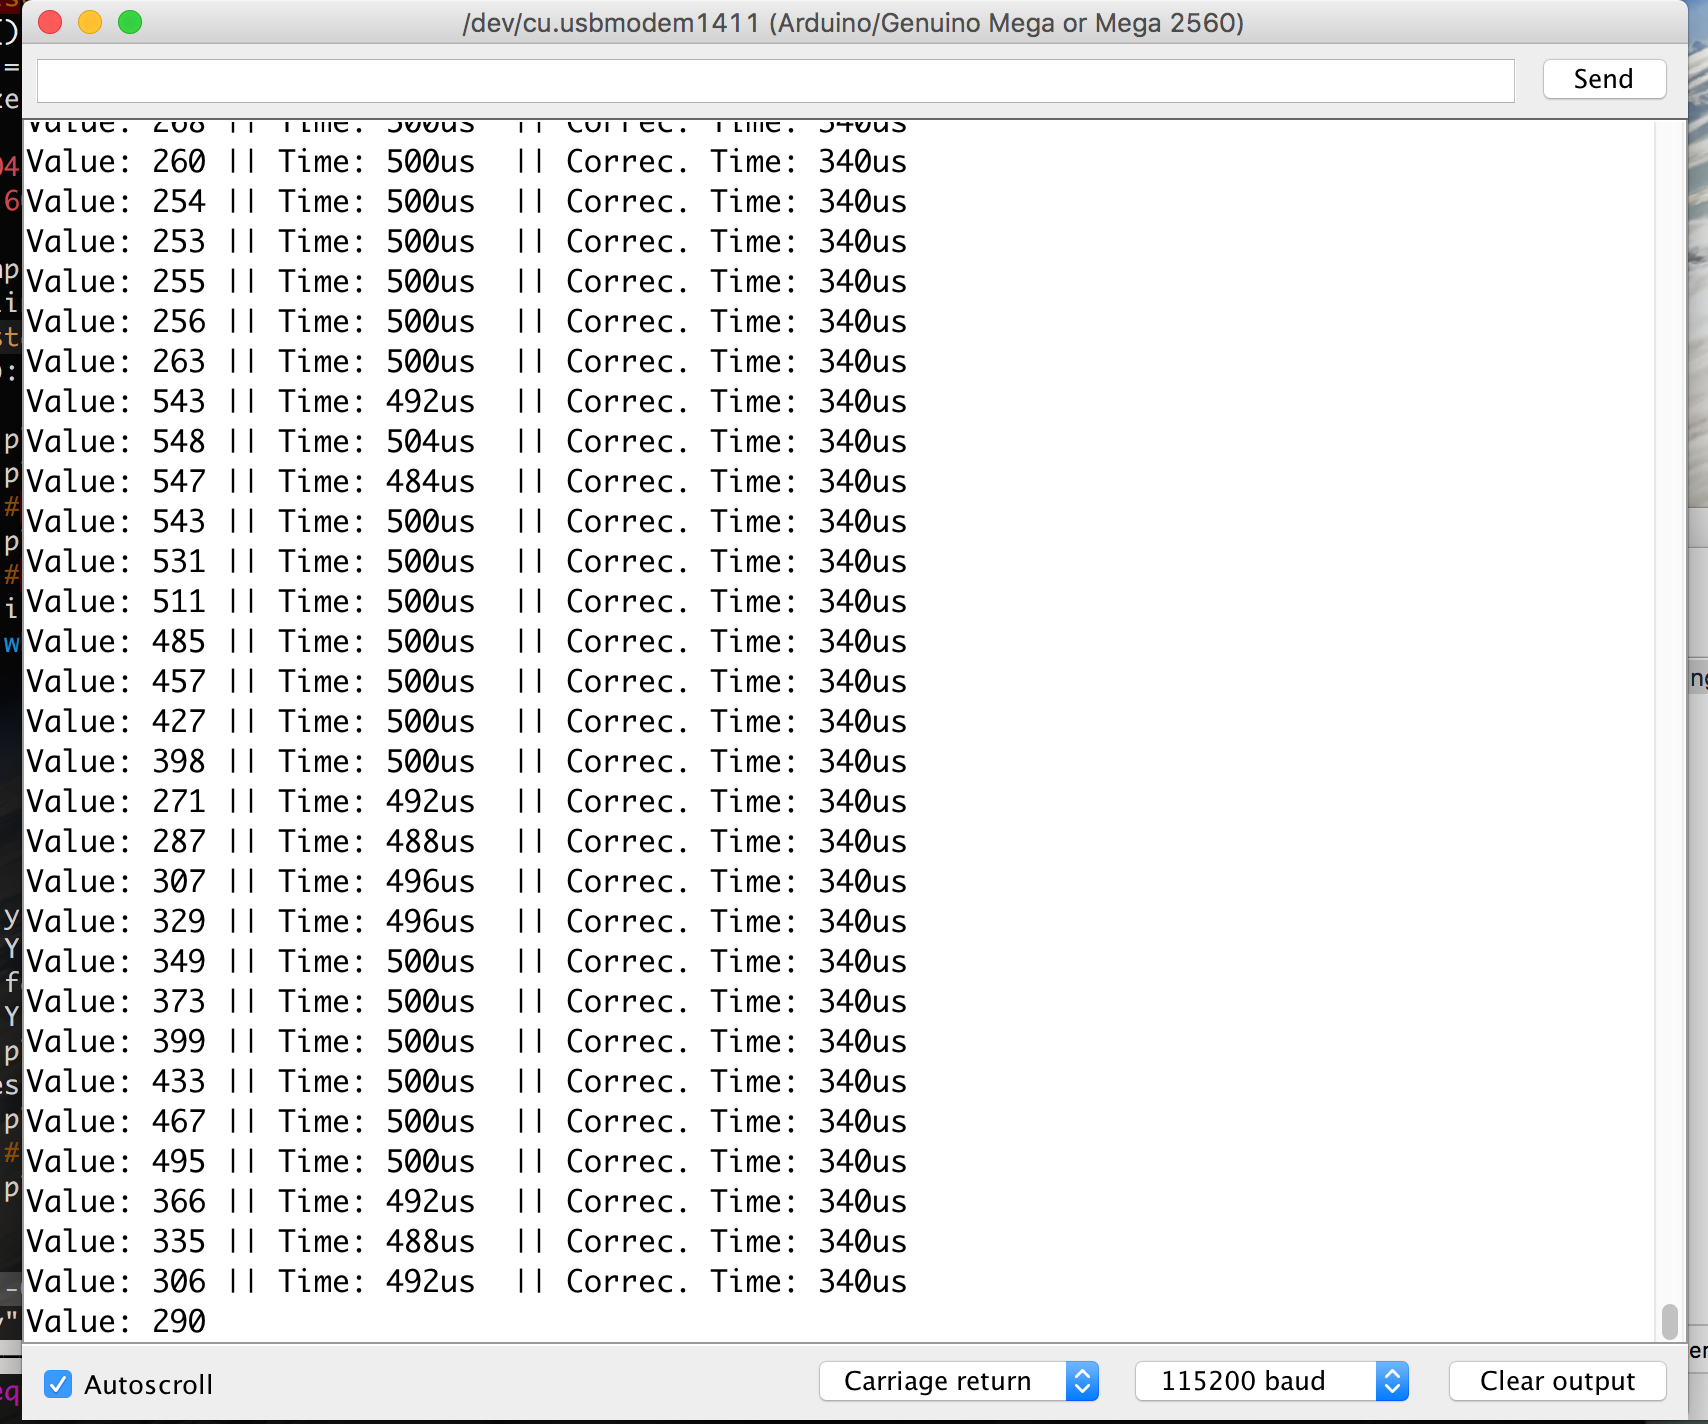 /dev/cu.usbmodem1411 (Arduino/Genuino Mega or Mega 2560)
Send
Value: 268 || Time: 500us  || Correc. Time: 340us
Value: 260 || Time: 500us  || Correc. Time: 340us
Value: 254 || Time: 500us  || Correc. Time: 340us
Value: 253 || Time: 500us  || Correc. Time: 340us
Value: 255 || Time: 500us  || Correc. Time: 340us
Value: 256 || Time: 500us  || Correc. Time: 340us
Value: 263 || Time: 500us  || Correc. Time: 340us
Value: 543 || Time: 492us  || Correc. Time: 340us
Value: 548 || Time: 504us  || Correc. Time: 340us
Value: 547 || Time: 484us  || Correc. Time: 340us
Value: 543 || Time: 500us  || Correc. Time: 340us
Value: 531 || Time: 500us  || Correc. Time: 340us
Value: 511 || Time: 500us  || Correc. Time: 340us
Value: 485 || Time: 500us  || Correc. Time: 340us
Value: 457 || Time: 500us  || Correc. Time: 340us
Value: 427 || Time: 500us  || Correc. Time: 340us
Value: 398 || Time: 500us  || Correc. Time: 340us
Value: 271 || Time: 492us  || Correc. Time: 340us
Value: 287 || Time: 488us  || Correc. Time: 340us
Value: 307 || Time: 496us  || Correc. Time: 340us
Value: 329 || Time: 496us  || Correc. Time: 340us
Value: 349 || Time: 500us  || Correc. Time: 340us
Value: 373 || Time: 500us  || Correc. Time: 340us
Value: 399 || Time: 500us  || Correc. Time: 340us
Value: 433 || Time: 500us  || Correc. Time: 340us
Value: 467 || Time: 500us  || Correc. Time: 340us
Value: 495 || Time: 500us  || Correc. Time: 340us
Value: 366 || Time: 492us  || Correc. Time: 340us
Value: 335 || Time: 488us  || Correc. Time: 340us
Value: 306 || Time: 492us  || Correc. Time: 340us
Value: 290
Autoscroll
Carriage return
115200 baud
Clear output